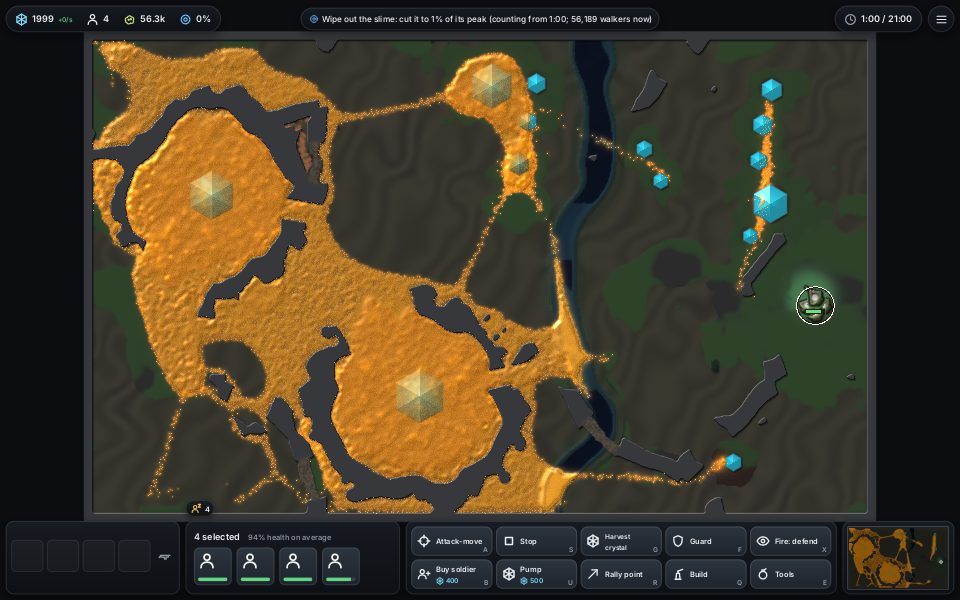 1999 +0/s 4 56.3k 0%
Wipe out the slime: cut it to 1% of its peak (counting from 1:00; 56,189 walkers now)
1:00 / 21:00
4
4 selected 94% health on average
Attack-move A
Stop S
Harvest crystal G
Guard F
Fire: defend X
Buy soldier 400 B
Pump 500 U
Rally point R
Build Q
Tools E